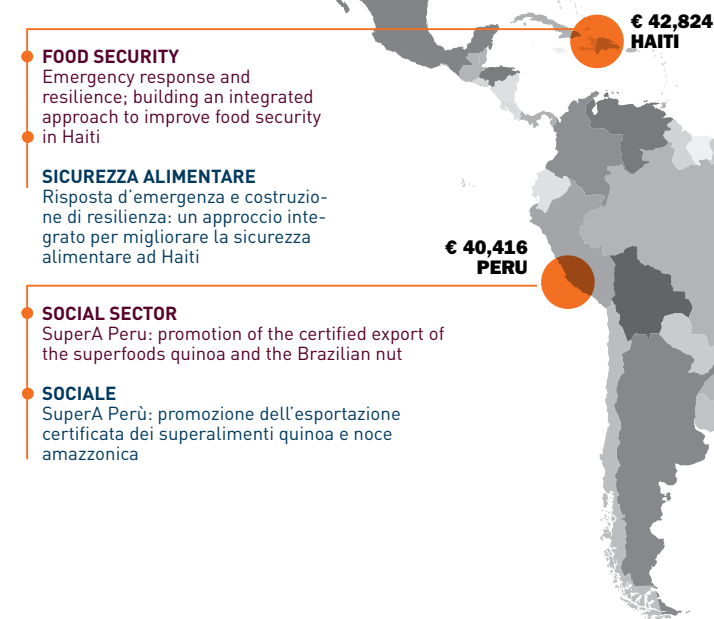 € 42,824
HAITI
FOOD SECURITY
Emergency response and
resilience; building an integrated
approach to improve food security
in Haiti
SICUREZZA ALIMENTARE
Risposta d’emergenza e costruzio-
ne di resilienza: un approccio inte-
grato per migliorare la sicurezza
alimentare ad Haiti
€ 40,416
PERU
SOCIAL SECTOR
SuperA Peru: promotion of the certified export of
the superfoods quinoa and the Brazilian nut
SOCIALE
SuperA Perù: promozione dell’esportazione
certificata dei superalimenti quinoa e noce
amazzonica